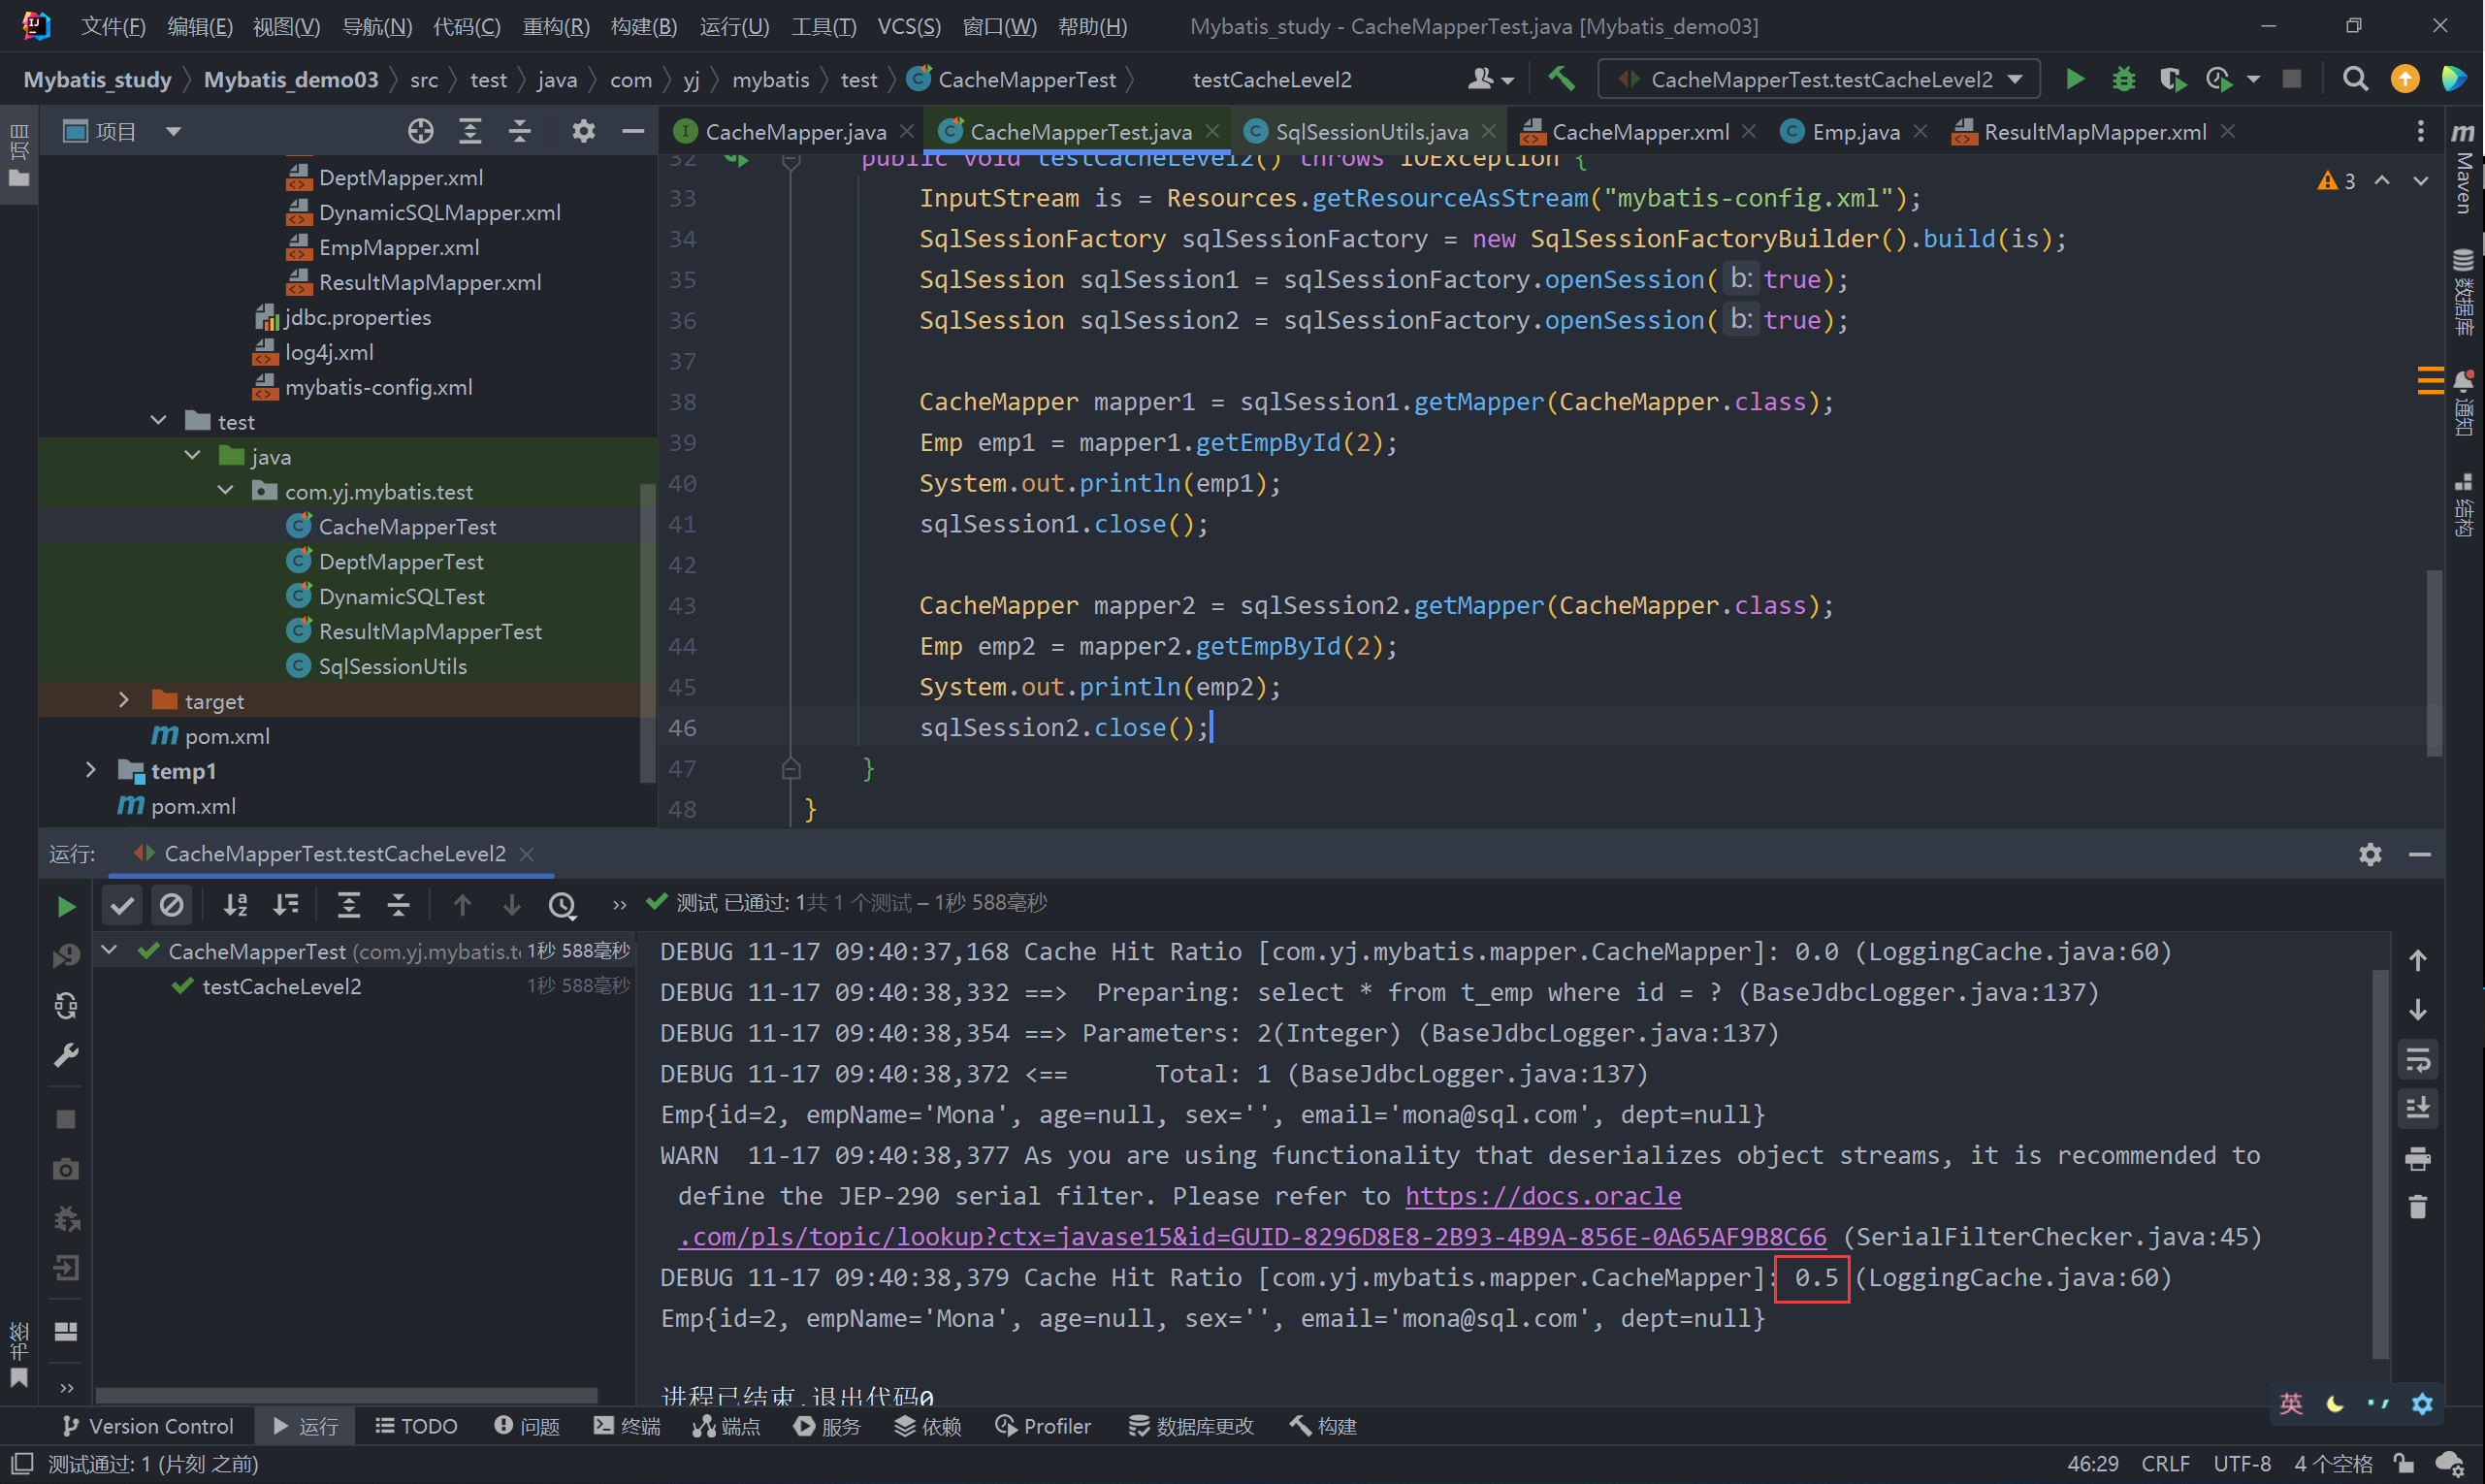 文件(F) 编辑(E) 视图(V) 导航(N) 代码(C) 重构(R) 构建(B) 运行(U) 工具(T) VCS(S) 窗口(W) 帮助(H) Mybatis_study - CacheMapperTest.java [Mybatis_demo03]
Mybatis_study Mybatis_demo03 src test java com yj mybatis test CacheMapperTest testCacheLevel2 CacheMapperTest.testCacheLevel2
项目
项目
CacheMapper.java CacheMapperTest.java SqlSessionUtils.java CacheMapper.xml Emp.java ResultMapMapper.xml
DeptMapper.xml
DynamicSQLMapper.xml
EmpMapper.xml
ResultMapMapper.xml
jdbc.properties
log4j.xml
mybatis-config.xml
test
java
com.yj.mybatis.test
CacheMapperTest
DeptMapperTest
DynamicSQLTest
ResultMapMapperTest
SqlSessionUtils
target
pom.xml
temp1
pom.xml
32 public void testCacheLevel2() throws IOException {
33 InputStream is = Resources.getResourceAsStream("mybatis-config.xml");
34 SqlSessionFactory sqlSessionFactory = new SqlSessionFactoryBuilder().build(is);
35 SqlSession sqlSession1 = sqlSessionFactory.openSession( b: true);
36 SqlSession sqlSession2 = sqlSessionFactory.openSession( b: true);
37
38 CacheMapper mapper1 = sqlSession1.getMapper(CacheMapper.class);
39 Emp emp1 = mapper1.getEmpById(2);
40 System.out.println(emp1);
41 sqlSession1.close();
42
43 CacheMapper mapper2 = sqlSession2.getMapper(CacheMapper.class);
44 Emp emp2 = mapper2.getEmpById(2);
45 System.out.println(emp2);
46 sqlSession2.close();
47 }
48 }
3
Maven
数据库
通知
结构
运行: CacheMapperTest.testCacheLevel2
测试 已通过: 1共 1 个测试 – 1秒 588毫秒
CacheMapperTest (com.yj.mybatis.te 1秒 588毫秒
testCacheLevel2 1秒 588毫秒
DEBUG 11-17 09:40:37,168 Cache Hit Ratio [com.yj.mybatis.mapper.CacheMapper]: 0.0 (LoggingCache.java:60)
DEBUG 11-17 09:40:38,332 ==>  Preparing: select * from t_emp where id = ? (BaseJdbcLogger.java:137)
DEBUG 11-17 09:40:38,354 ==> Parameters: 2(Integer) (BaseJdbcLogger.java:137)
DEBUG 11-17 09:40:38,372 <==      Total: 1 (BaseJdbcLogger.java:137)
Emp{id=2, empName='Mona', age=null, sex='', email='mona@sql.com', dept=null}
WARN  11-17 09:40:38,377 As you are using functionality that deserializes object streams, it is recommended to
define the JEP-290 serial filter. Please refer to https://docs.oracle
.com/pls/topic/lookup?ctx=javase15&id=GUID-8296D8E8-2B93-4B9A-856E-0A65AF9B8C66 (SerialFilterChecker.java:45)
DEBUG 11-17 09:40:38,379 Cache Hit Ratio [com.yj.mybatis.mapper.CacheMapper]: 0.5 (LoggingCache.java:60)
Emp{id=2, empName='Mona', age=null, sex='', email='mona@sql.com', dept=null}
进程已结束,退出代码0
书签
英
Version Control 运行 TODO 问题 终端 端点 服务 依赖 Profiler 数据库更改 构建
测试通过: 1 (片刻 之前) 46:29 CRLF UTF-8 4 个空格